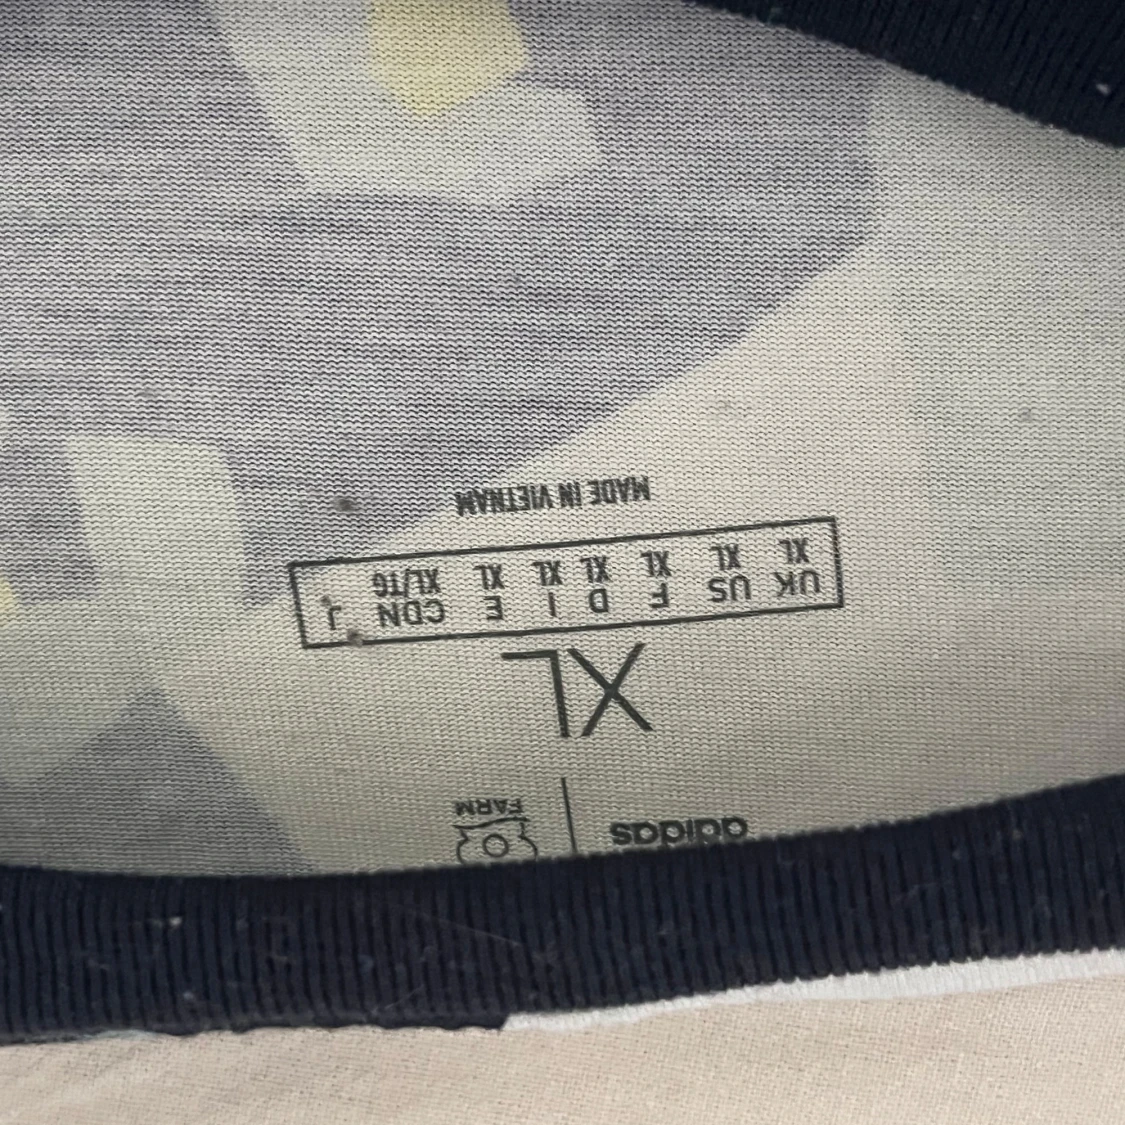 adidas
FARM
XL
UK US F D I E CDN J
XL XL XL XL XL XL XL/TG
MADE IN VIETNAM